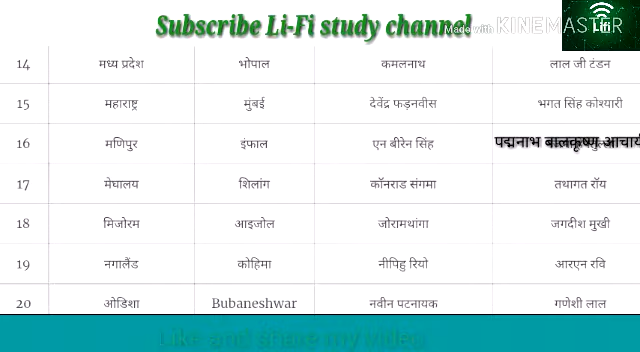 Subscribe Li-Fi study channel
Made with KINEMASTER
Lifi
14 मध्य प्रदेश भोपाल कमलनाथ लाल जी टंडन
15 महाराष्ट्र मुंबई देवेंद्र फड़नवीस भगत सिंह कोश्यारी
16 मणिपुर इंफाल एन बीरेन सिंह पद्मनाभ बालकृष्ण आचार्य
17 मेघालय शिलांग कॉनराड संगमा तथागत रॉय
18 मिजोरम आइजोल जोरामथांगा जगदीश मुखी
19 नगालैंड कोहिमा नीपिहु रियो आरएन रवि
20 ओडिशा Bubaneshwar नवीन पटनायक गणेशी लाल
Like and share my video